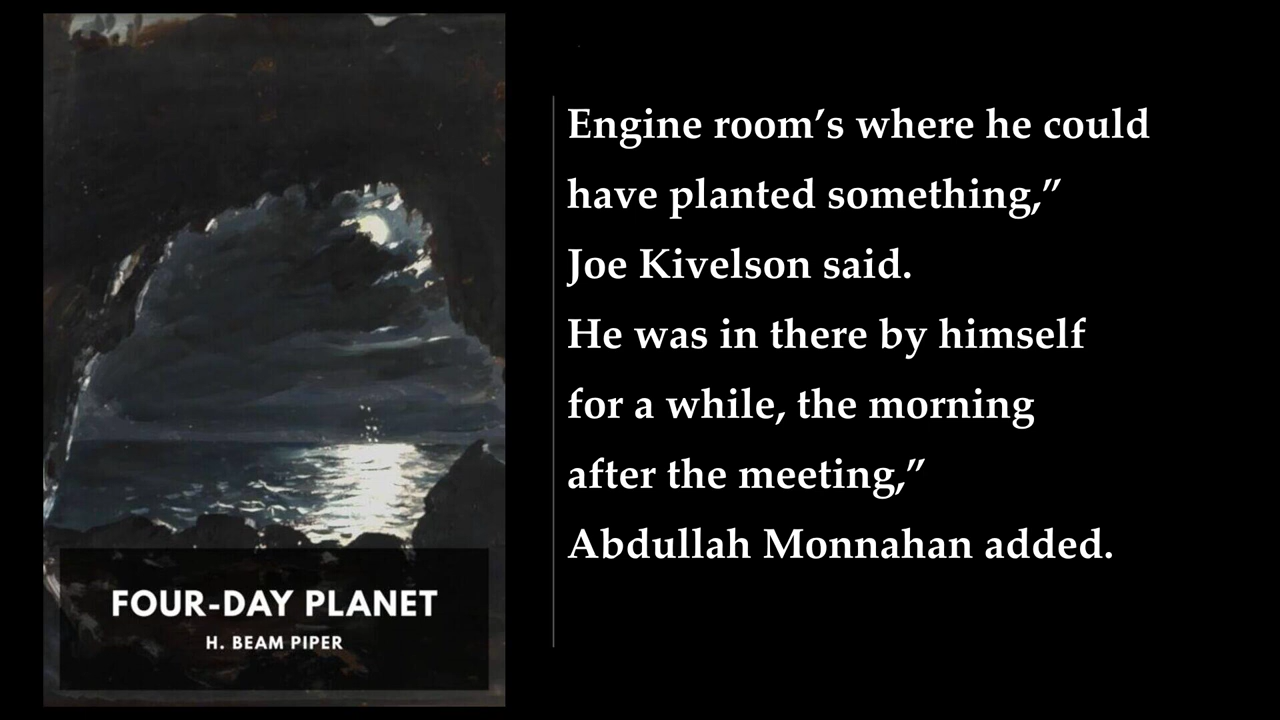 FOUR-DAY PLANET
H. BEAM PIPER
Engine room’s where he could
have planted something,”
Joe Kivelson said.
He was in there by himself
for a while, the morning
after the meeting,”
Abdullah Monnahan added.